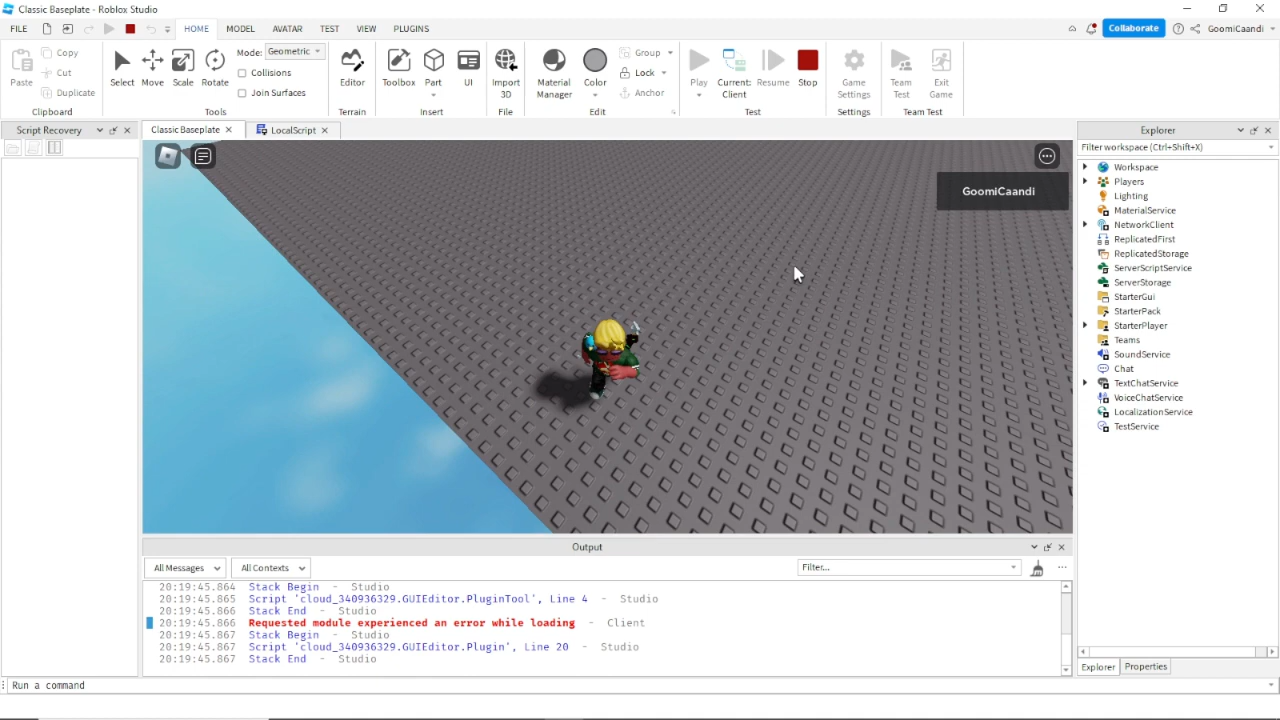 Classic Baseplate - Roblox Studio
FILE HOME MODEL AVATAR TEST VIEW PLUGINS Collaborate GoomiCaandi
Paste Copy Cut Duplicate
Clipboard
Select Move Scale Rotate Mode: Geometric Collisions Join Surfaces
Tools
Editor
Terrain
Toolbox Part UI
Insert
Import 3D
File
Material Manager Color Group Lock Anchor
Edit
Play Current: Client Resume Stop
Test
Game Settings
Settings
Team Test Exit Game
Team Test
Script Recovery
Classic Baseplate LocalScript
GoomiCaandi
Explorer
Filter workspace (Ctrl+Shift+X)
Workspace
Players
Lighting
MaterialService
NetworkClient
ReplicatedFirst
ReplicatedStorage
ServerScriptService
ServerStorage
StarterGui
StarterPack
StarterPlayer
Teams
SoundService
Chat
TextChatService
VoiceChatService
LocalizationService
TestService
Explorer Properties
Output
All Messages All Contexts Filter...
20:19:45.864 Stack Begin - Studio
20:19:45.865 Script 'cloud_340936329.GUIEditor.PluginTool', Line 4 - Studio
20:19:45.866 Stack End - Studio
20:19:45.866 Requested module experienced an error while loading - Client
20:19:45.867 Stack Begin - Studio
20:19:45.867 Script 'cloud_340936329.GUIEditor.Plugin', Line 20 - Studio
20:19:45.867 Stack End - Studio
Run a command